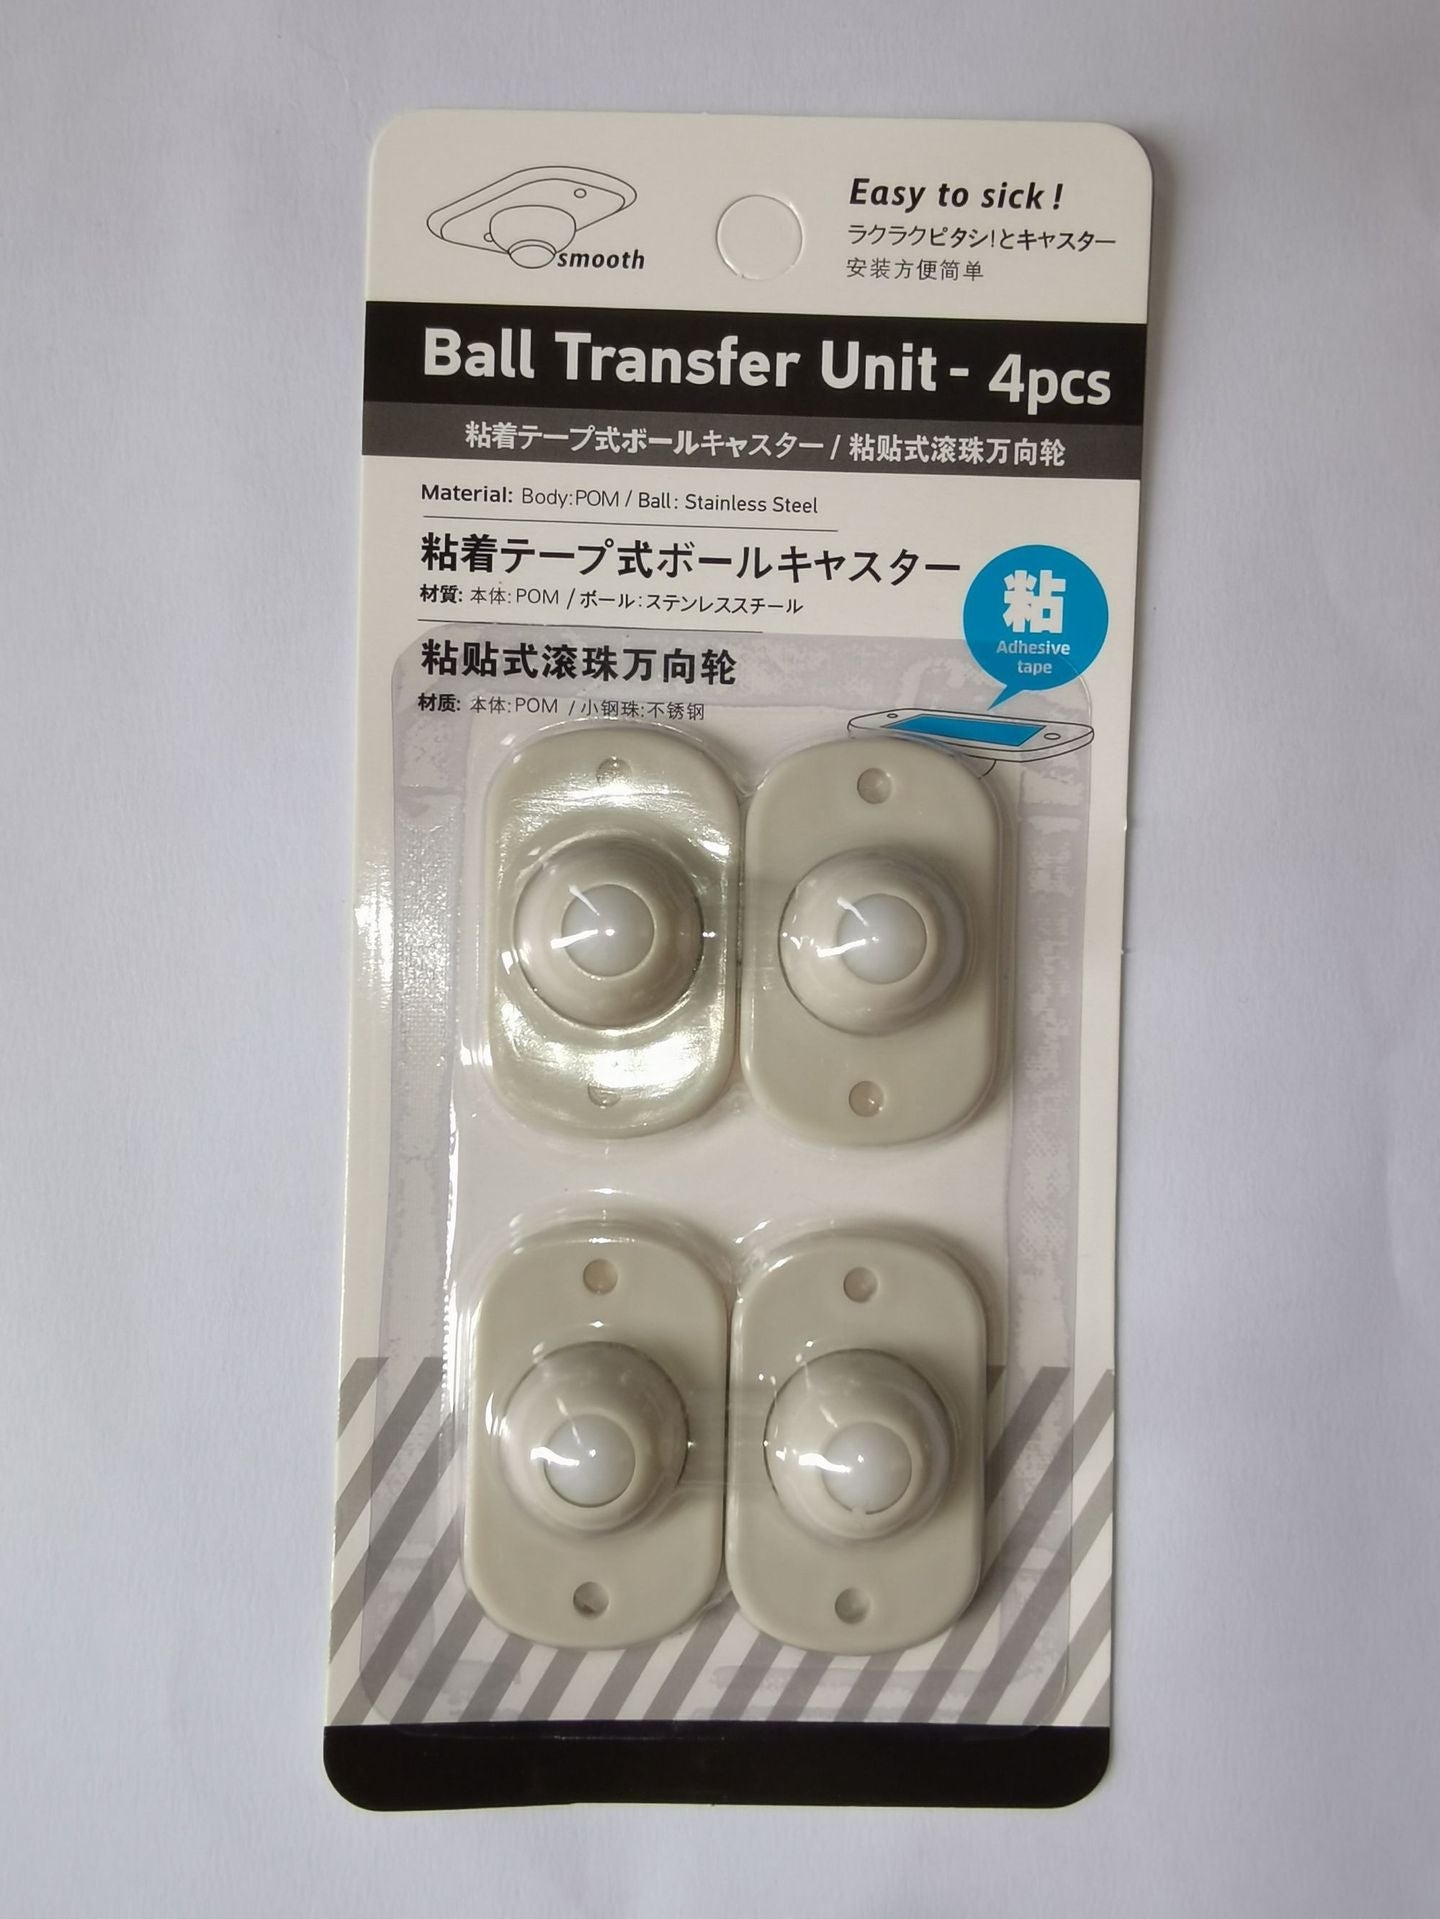 smooth
Easy to sick!
ラクラクピタシ!とキャスター
安装方便简单
Ball Transfer Unit - 4pcs
粘着テープ式ボールキャスター / 粘贴式滚珠万向轮
Material: Body:POM / Ball: Stainless Steel
粘着テープ式ボールキャスター
材質: 本体: POM / ボール:ステンレススチール
粘
Adhesive
tape
粘贴式滚珠万向轮
材质: 本体:POM / 小钢珠:不锈钢